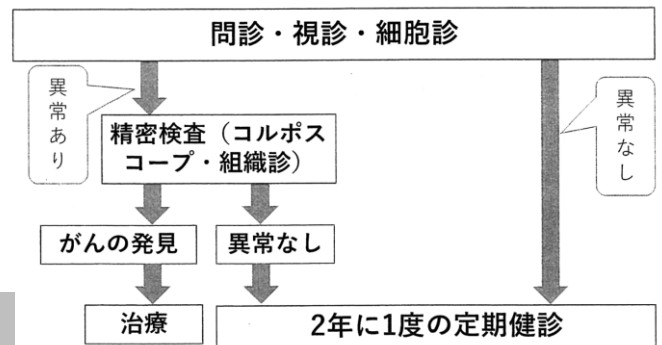 問診・視診・細胞診
異常あり
異常なし
精密検査（コルポス
コープ・組織診）
がんの発見
異常なし
治療
2年に1度の定期健診